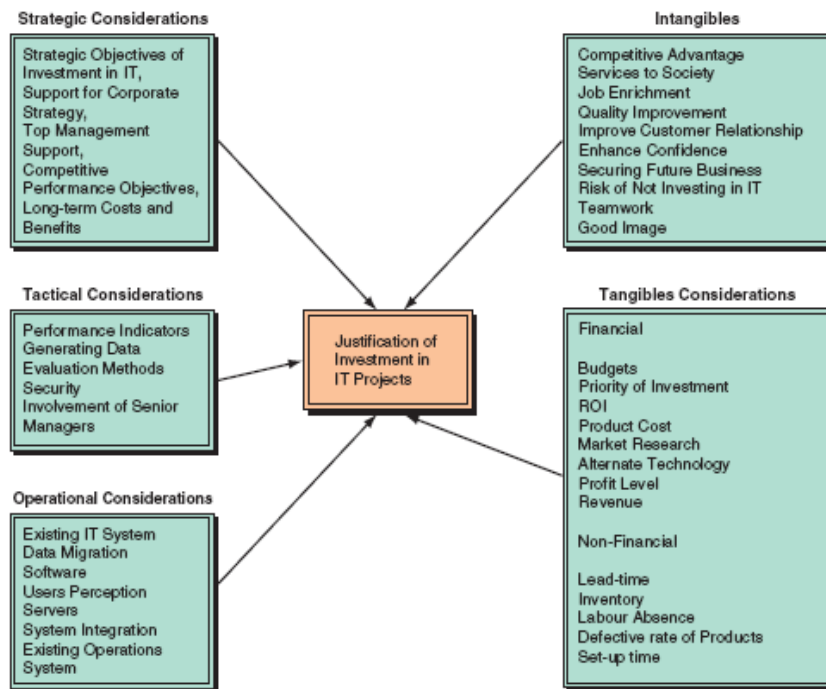 Strategic Considerations
Strategic Objectives of
Investment in IT,
Support for Corporate
Strategy,
Top Management
Support,
Competitive
Performance Objectives,
Long-term Costs and
Benefits
Tactical Considerations
Performance Indicators
Generating Data
Evaluation Methods
Security
Involvement of Senior
Managers
Operational Considerations
Existing IT System
Data Migration
Software
Users Perception
Servers
System Integration
Existing Operations
System
Justification of
Investment in
IT Projects
Intangibles
Competitive Advantage
Services to Society
Job Enrichment
Quality Improvement
Improve Customer Relationship
Enhance Confidence
Securing Future Business
Risk of Not Investing in IT
Teamwork
Good Image
Tangibles Considerations
Financial
Budgets
Priority of Investment
ROI
Product Cost
Market Research
Alternate Technology
Profit Level
Revenue
Non-Financial
Lead-time
Inventory
Labour Absence
Defective rate of Products
Set-up time